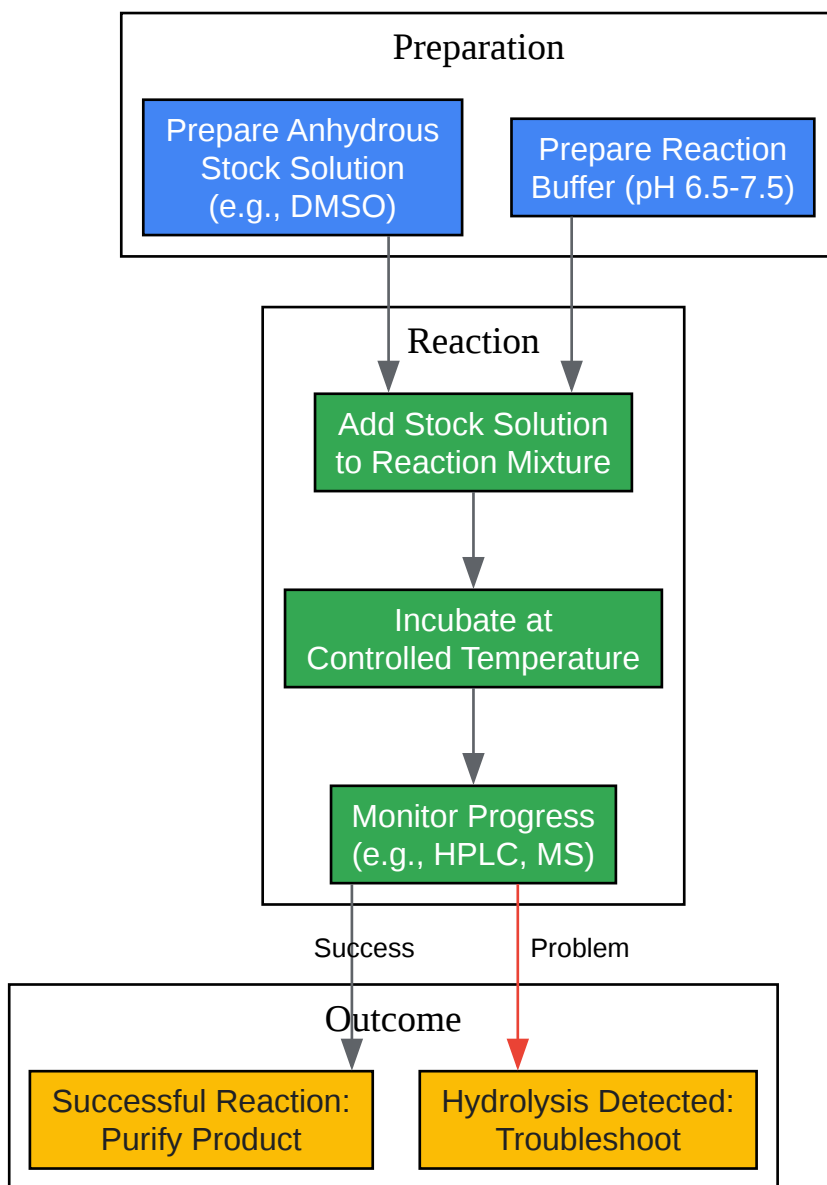 Preparation
Prepare Anhydrous
Stock Solution
(e.g., DMSO)
Prepare Reaction
Buffer (pH 6.5-7.5)
Reaction
Add Stock Solution
to Reaction Mixture
Incubate at
Controlled Temperature
Monitor Progress
(e.g., HPLC, MS)
Success
Problem
Outcome
Successful Reaction:
Purify Product
Hydrolysis Detected:
Troubleshoot